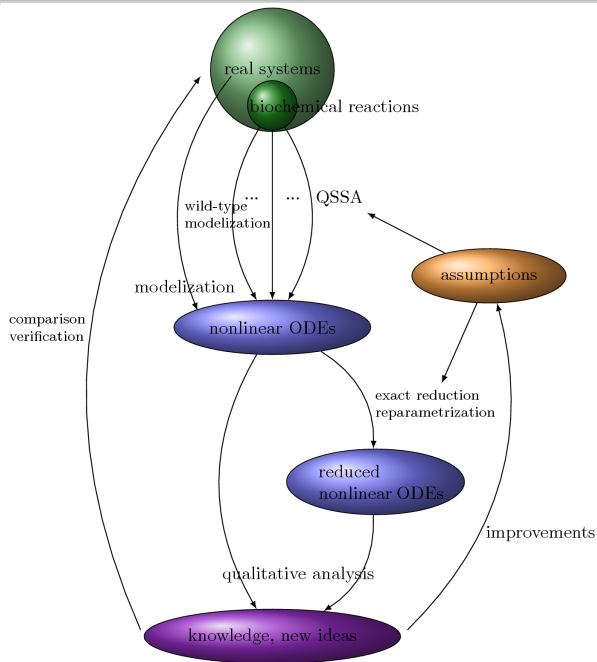 real systems
biochemical reactions
... ... QSSA
wild-type
modelization
assumptions
modelization
comparison
verification
nonlinear ODEs
exact reduction
reparametrization
reduced
nonlinear ODEs
improvements
qualitative analysis
knowledge, new ideas